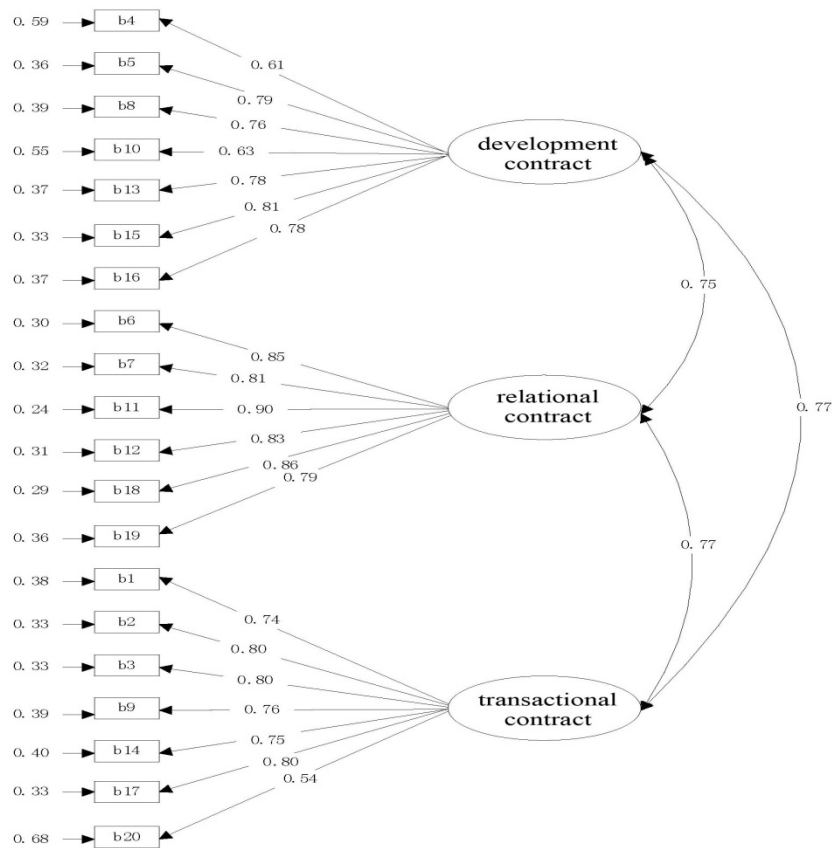 0.59 b4
0.61
0.36 b5
0.79
0.39 b8
0.76
0.55 b10
0.63
0.37 b13
0.78
0.33 b15
0.81
0.37 b16
0.78
development
contract
0.75
0.30 b6
0.85
0.32 b7
0.81
0.24 b11
0.90
0.31 b12
0.83
0.29 b18
0.86
0.36 b19
0.79
relational
contract
0.77
0.77
0.38 b1
0.74
0.33 b2
0.80
0.33 b3
0.80
0.39 b9
0.76
0.40 b14
0.75
0.33 b17
0.80
0.68 b20
0.54
transactional
contract